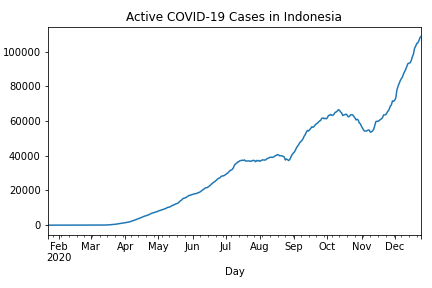 Active COVID-19 Cases in Indonesia
100000
80000
60000
40000
20000
0
Feb Mar Apr May Jun Jul Aug Sep Oct Nov Dec
2020
Day